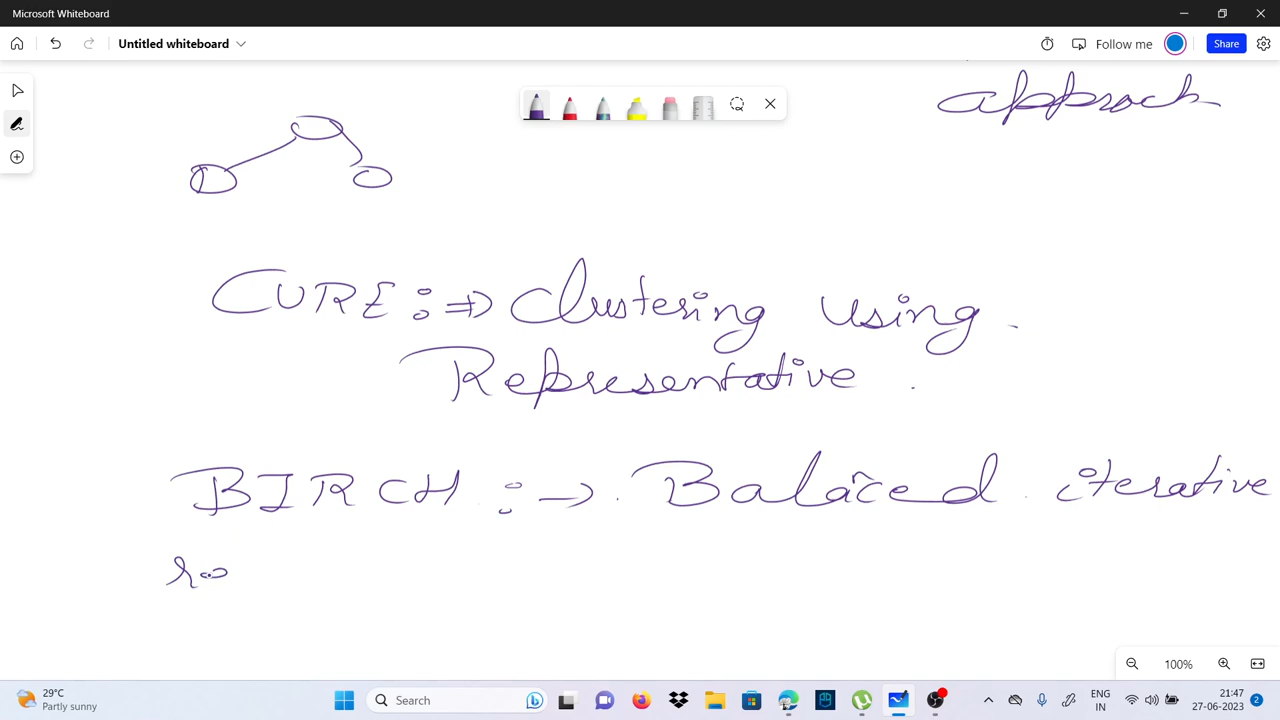 Microsoft Whiteboard
Untitled whiteboard
Follow me
Share
approach
CURE :⇒ Clustering using
Representative .
BIRCH :→ Balaced iterative
100%
29°C
Partly sunny
Search
ENG
IN
21:47
27-06-2023
2